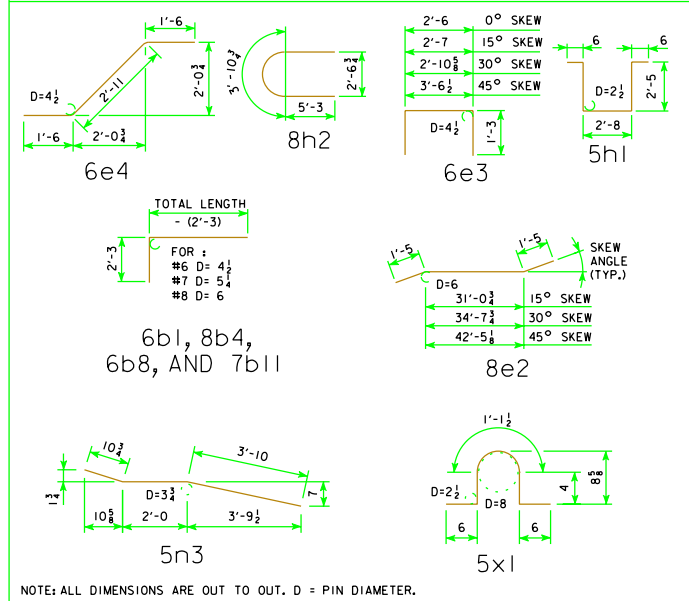 1'-6
D=4½
2'-11
2'-0¾
1'-6
2'-0¾
6e4
3'-10¾
2'-6¾
5'-3
8h2
2'-6 0° SKEW
2'-7 15° SKEW
2'-10⅝ 30° SKEW
3'-6½ 45° SKEW
D=4½
1'-3
6e3
6
6
D=2½
2'-5
2'-8
5h1
TOTAL LENGTH
- (2'-3)
2'-3
FOR :
#6 D= 4½
#7 D= 5¼
#8 D= 6
6b1, 8b4,
6b8, AND 7b11
1'-5
1'-5
SKEW
ANGLE
(TYP.)
D=6
31'-0¾ 15° SKEW
34'-7¾ 30° SKEW
42'-5⅛ 45° SKEW
8e2
10¾
3'-10
1¾
D=3¾
7
10⅝
2'-0
3'-9½
5n3
1'-1½
D=2½
D=8
4
8⅝
6
6
5x1
NOTE: ALL DIMENSIONS ARE OUT TO OUT. D = PIN DIAMETER.